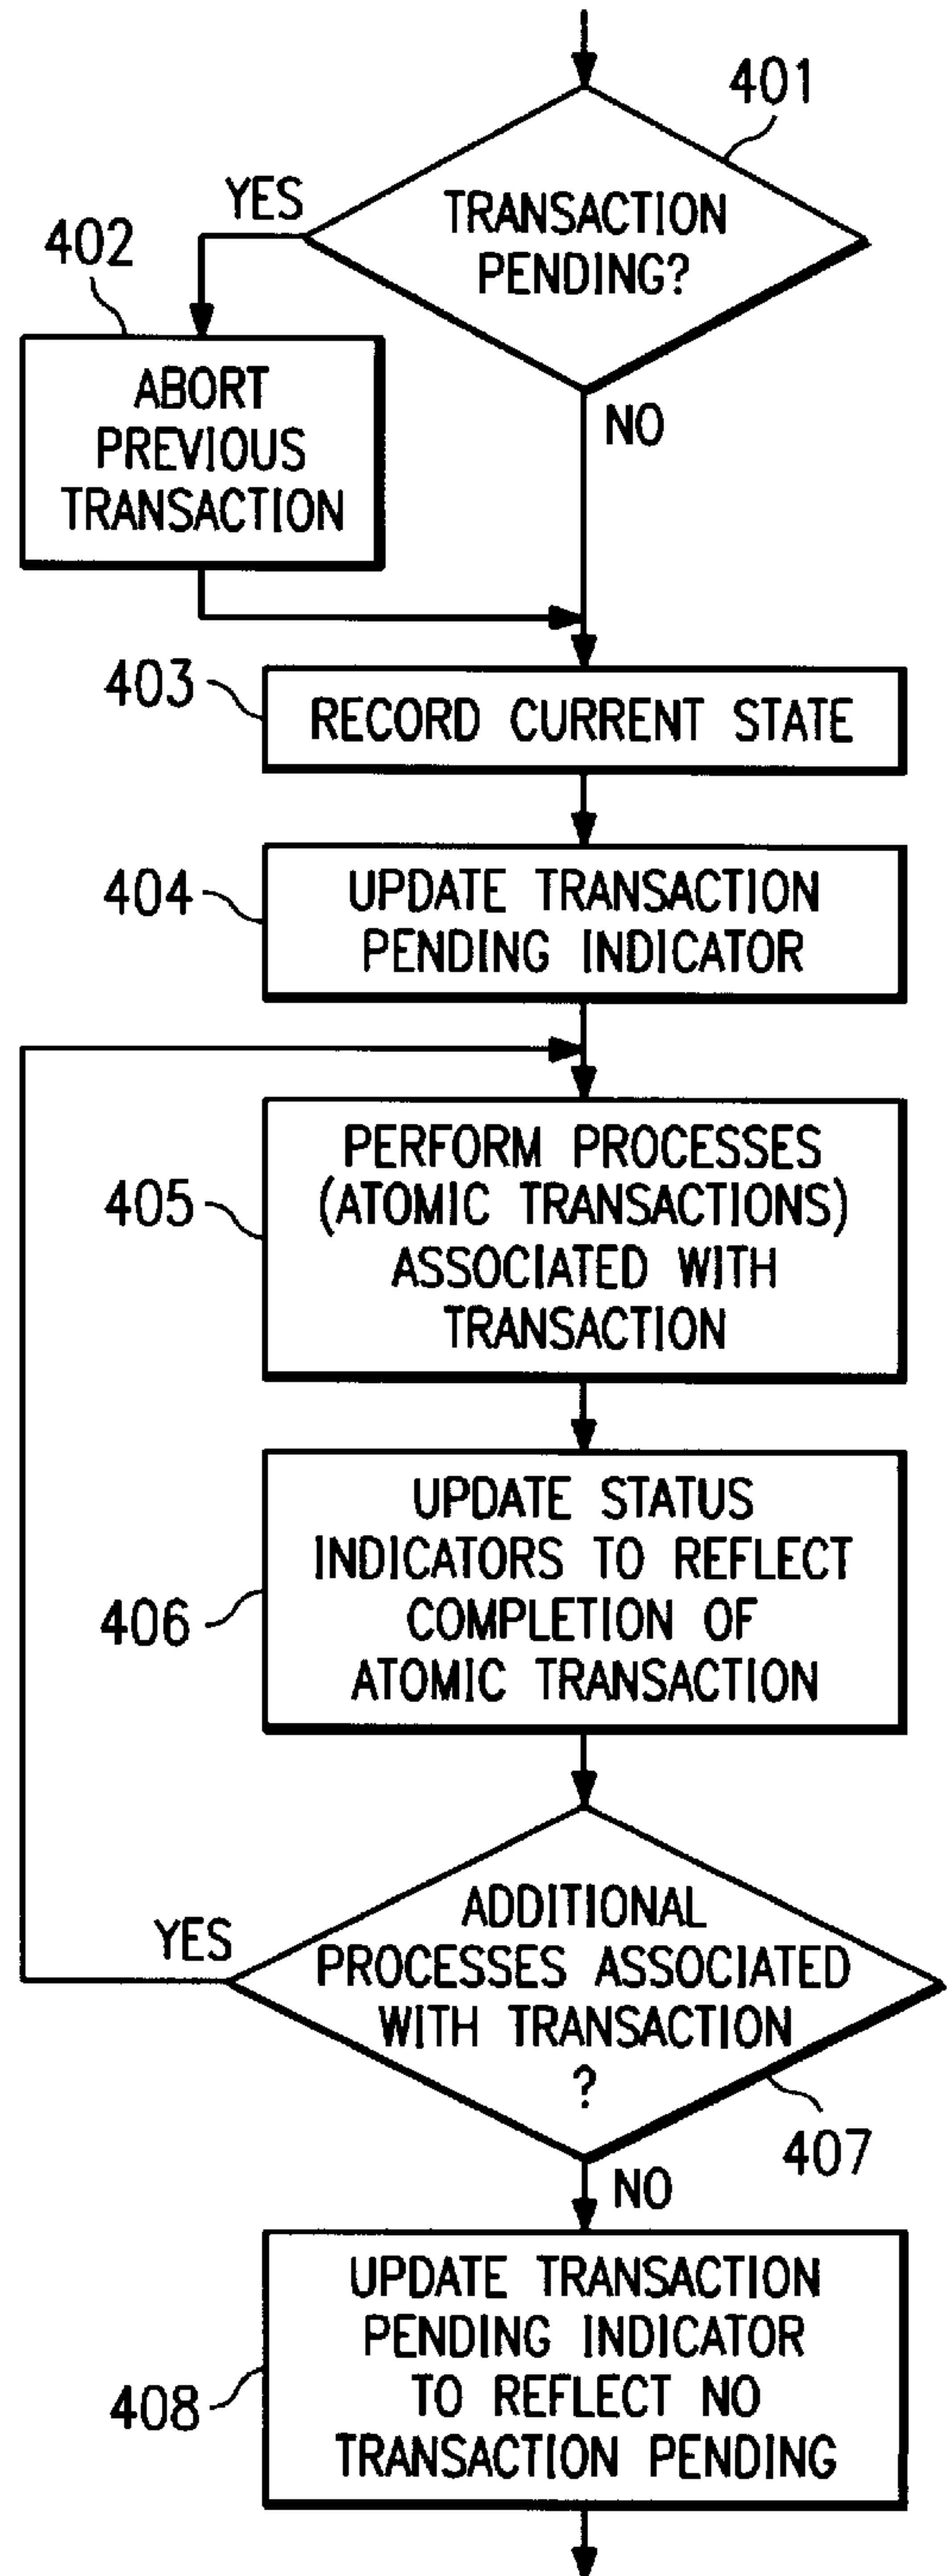 401
TRANSACTION
PENDING?
YES
402
ABORT
PREVIOUS
TRANSACTION
NO
403
RECORD CURRENT STATE
404
UPDATE TRANSACTION
PENDING INDICATOR
405
PERFORM PROCESSES
(ATOMIC TRANSACTIONS)
ASSOCIATED WITH
TRANSACTION
406
UPDATE STATUS
INDICATORS TO REFLECT
COMPLETION OF
ATOMIC TRANSACTION
YES
ADDITIONAL
PROCESSES ASSOCIATED
WITH TRANSACTION
?
407
NO
408
UPDATE TRANSACTION
PENDING INDICATOR
TO REFLECT NO
TRANSACTION PENDING